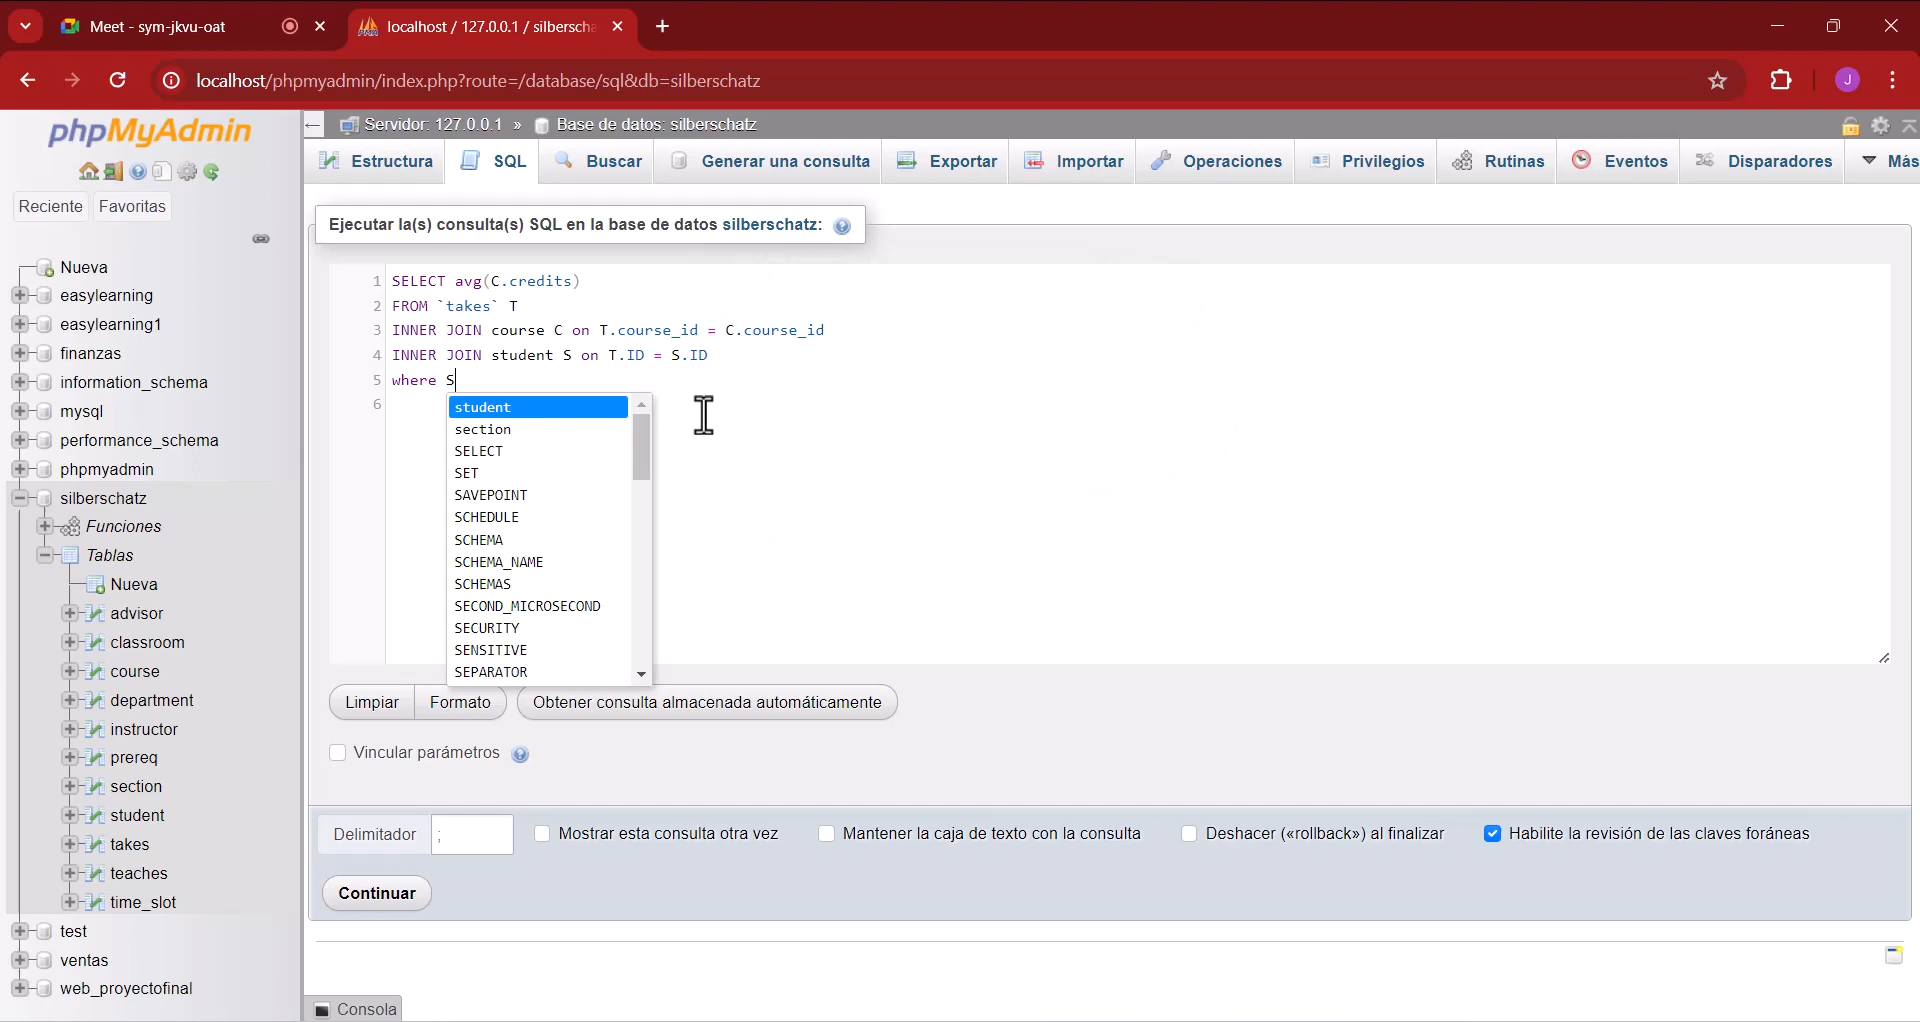 Meet - sym-jkvu-oat
localhost / 127.0.0.1 / silberscha
localhost/phpmyadmin/index.php?route=/database/sql&db=silberschatz
J
phpMyAdmin
Reciente
Favoritas
Nueva
easylearning
easylearning1
finanzas
information_schema
mysql
performance_schema
phpmyadmin
silberschatz
Funciones
Tablas
Nueva
advisor
classroom
course
department
instructor
prereq
section
student
takes
teaches
time_slot
test
ventas
web_proyectofinal
Servidor: 127.0.0.1 » Base de datos: silberschatz
Estructura
SQL
Buscar
Generar una consulta
Exportar
Importar
Operaciones
Privilegios
Rutinas
Eventos
Disparadores
Más
Ejecutar la(s) consulta(s) SQL en la base de datos silberschatz:
1 SELECT avg(C.credits)
2 FROM `takes` T
3 INNER JOIN course C on T.course_id = C.course_id
4 INNER JOIN student S on T.ID = S.ID
5 where S
6
student
section
SELECT
SET
SAVEPOINT
SCHEDULE
SCHEMA
SCHEMA_NAME
SCHEMAS
SECOND_MICROSECOND
SECURITY
SENSITIVE
SEPARATOR
Limpiar
Formato
Obtener consulta almacenada automáticamente
Vincular parámetros
Delimitador ;
Mostrar esta consulta otra vez
Mantener la caja de texto con la consulta
Deshacer («rollback») al finalizar
Habilite la revisión de las claves foráneas
Continuar
Consola